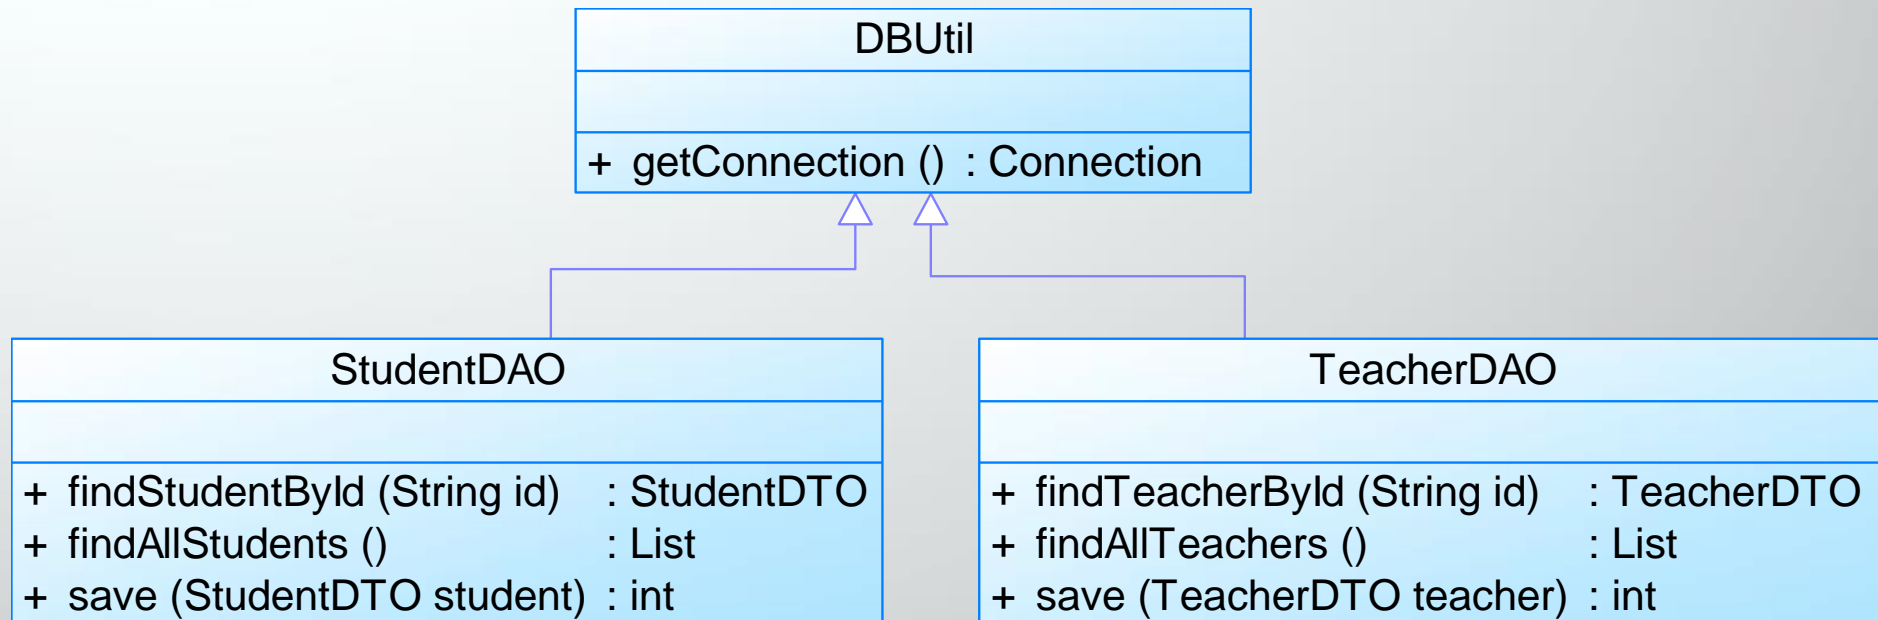 DBUtil
+ getConnection () : Connection
StudentDAO
+ findStudentById (String id) : StudentDTO
+ findAllStudents () : List
+ save (StudentDTO student) : int
TeacherDAO
+ findTeacherById (String id) : TeacherDTO
+ findAllTeachers () : List
+ save (TeacherDTO teacher) : int